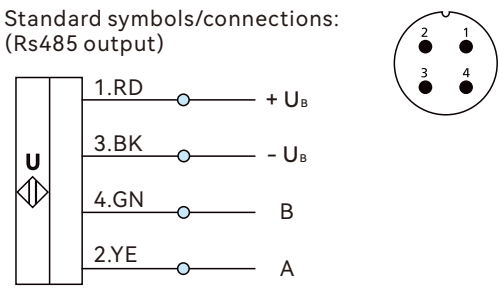 Standard symbols/connections:
(Rs485 output)
2 1
3 4
1.RD + UB
3.BK - UB
U
4.GN B
2.YE A